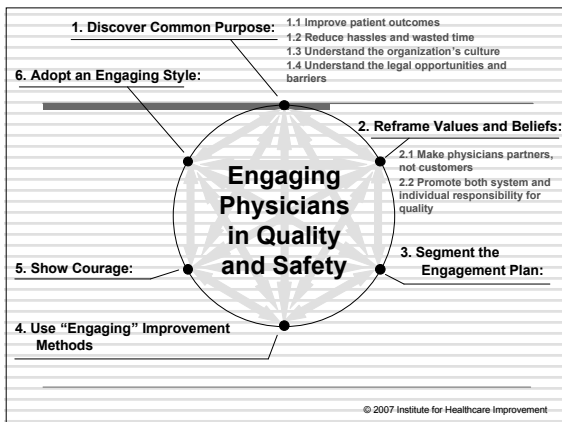 1. Discover Common Purpose:
1.1 Improve patient outcomes
1.2 Reduce hassles and wasted time
1.3 Understand the organization's culture
1.4 Understand the legal opportunities and
barriers
6. Adopt an Engaging Style:
2. Reframe Values and Beliefs:
2.1 Make physicians partners,
not customers
2.2 Promote both system and
individual responsibility for
quality
Engaging
Physicians
in Quality
and Safety
3. Segment the
Engagement Plan:
5. Show Courage:
4. Use “Engaging” Improvement
Methods
© 2007 Institute for Healthcare Improvement